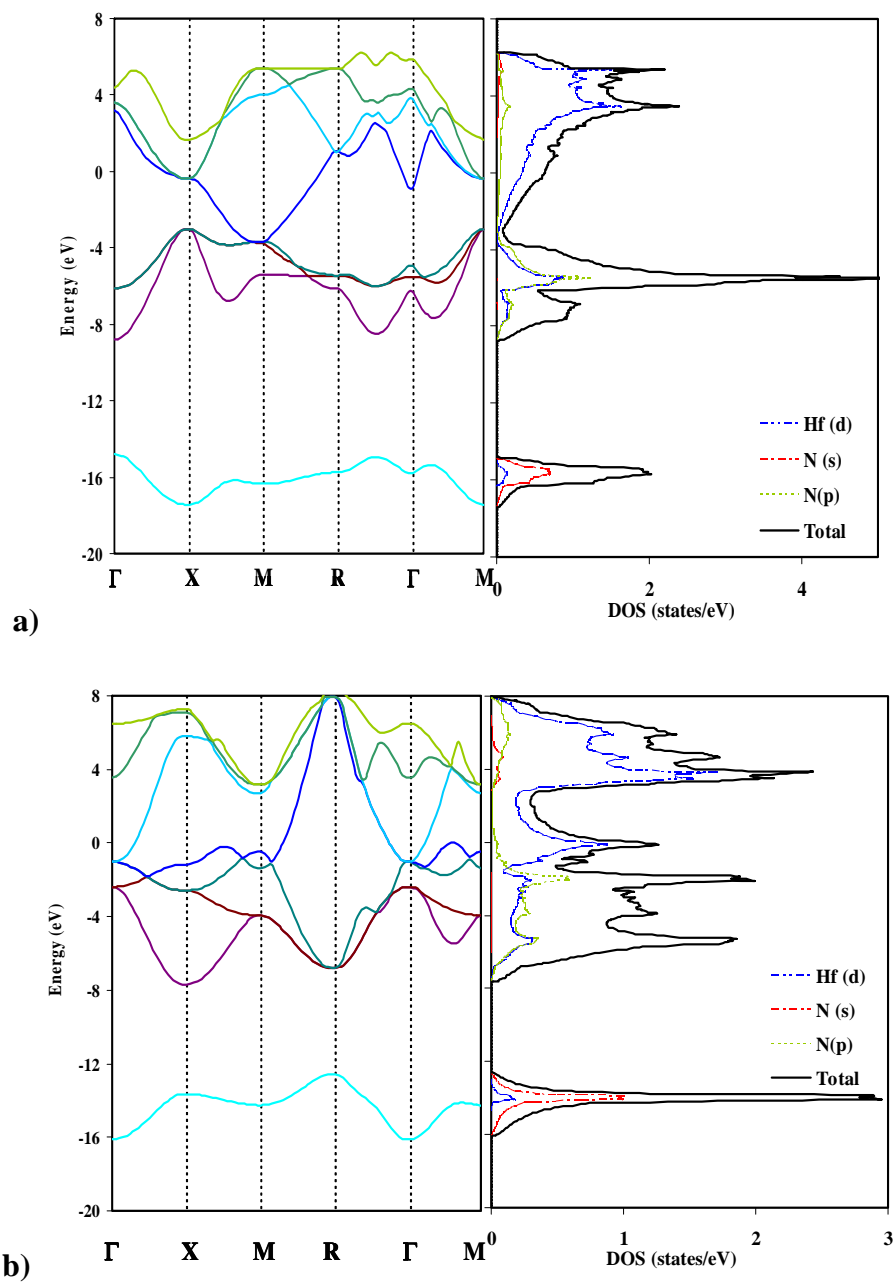 8
4
0
-4
-8
-12
-16
-20
Energy (eV)
Γ X M R Γ M
Hf (d)
N (s)
N(p)
Total
0 2 4
DOS (states/eV)
a)
8
4
0
-4
-8
-12
-16
-20
Energy (eV)
Γ X M R Γ M
Hf (d)
N (s)
N(p)
Total
0 1 2 3
DOS (states/eV)
b)